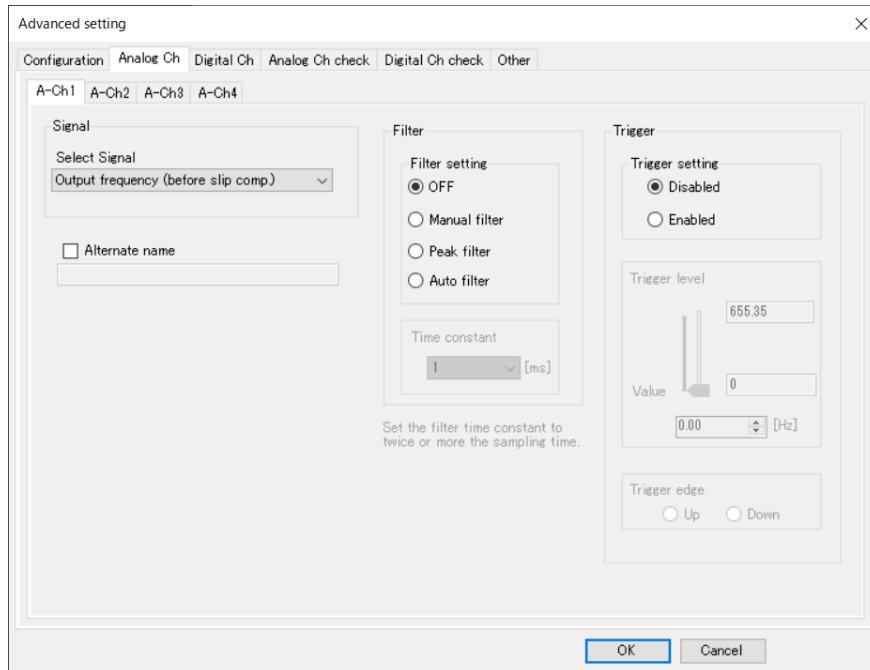 Advanced setting
Configuration Analog Ch Digital Ch Analog Ch check Digital Ch check Other
A-Ch1 A-Ch2 A-Ch3 A-Ch4
Signal
Select Signal
Output frequency (before slip comp.)
Alternate name
Filter
Filter setting
OFF
Manual filter
Peak filter
Auto filter
Time constant
1 [ms]
Set the filter time constant to
twice or more the sampling time.
Trigger
Trigger setting
Disabled
Enabled
Trigger level
655.35
Value 0
0.00 [Hz]
Trigger edge
Up Down
OK Cancel